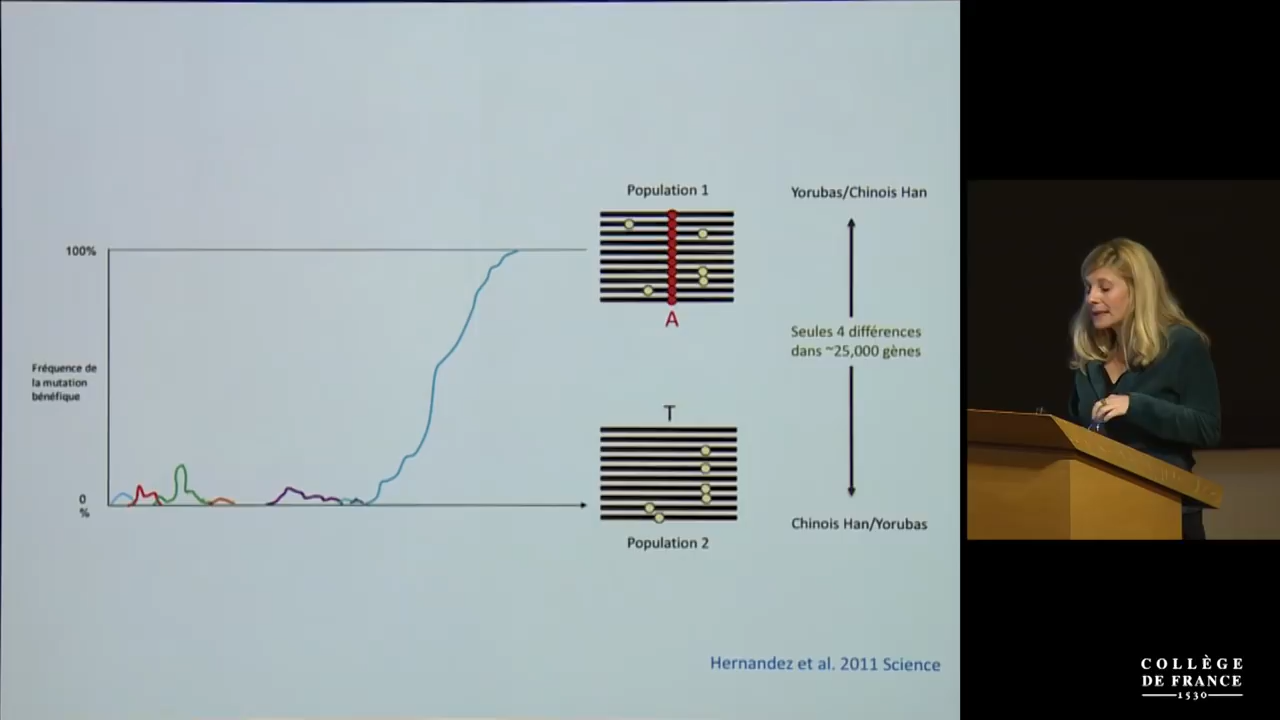 Population 1
Yorubas/Chinois Han
100%
A
Seules 4 différences
dans ~25,000 gènes
Fréquence de
la mutation
bénéfique
T
0
%
Population 2
Chinois Han/Yorubas
Hernandez et al. 2011 Science
COLLÈGE
DE FRANCE
1530